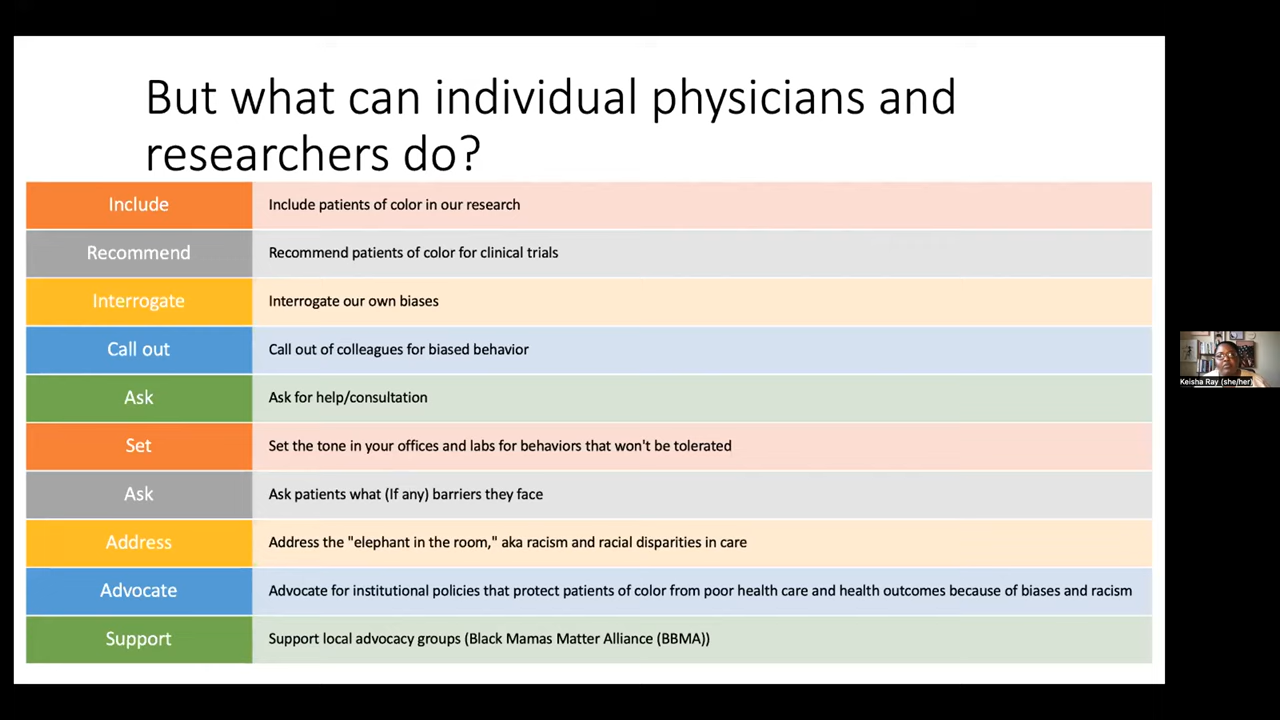 But what can individual physicians and
researchers do?
Include
Include patients of color in our research
Recommend
Recommend patients of color for clinical trials
Interrogate
Interrogate our own biases
Call out
Call out of colleagues for biased behavior
Ask
Ask for help/consultation
Set
Set the tone in your offices and labs for behaviors that won't be tolerated
Ask
Ask patients what (If any) barriers they face
Address
Address the "elephant in the room," aka racism and racial disparities in care
Advocate
Advocate for institutional policies that protect patients of color from poor health care and health outcomes because of biases and racism
Support
Support local advocacy groups (Black Mamas Matter Alliance (BBMA))
Keisha Ray (she/her)